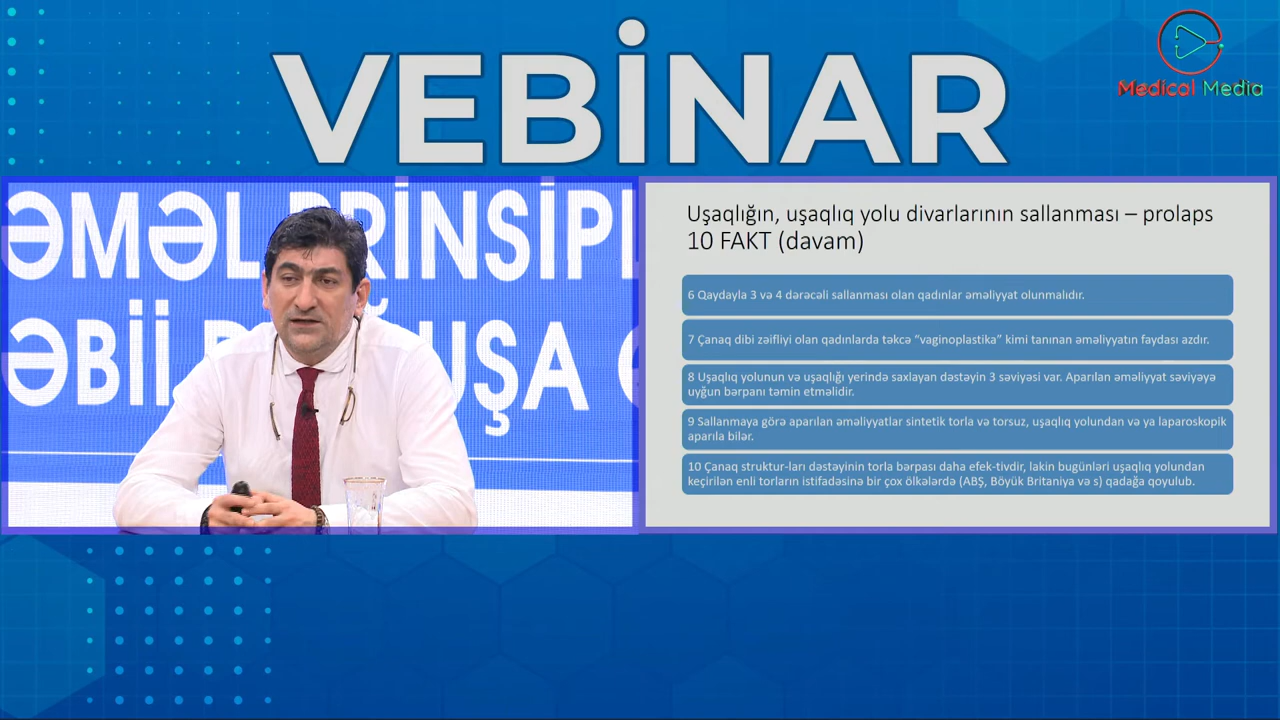 VEBİNAR
Medical Media
ƏMƏL PRİNSİP
ƏBİİ
UŞA
Uşaqlığın, uşaqlıq yolu divarlarının sallanması – prolaps
10 FAKT (davam)
6 Qaydayla 3 və 4 dərəcəli sallanması olan qadınlar əməliyyat olunmalıdır.
7 Çanaq dibi zəifliyi olan qadınlarda təkcə “vaginoplastika” kimi tanınan əməliyyatın faydası azdır.
8 Uşaqlıq yolunun və uşaqlığı yerində saxlayan dəstəyin 3 səviyəsi var. Aparılan əməliyyat səviyəyə
uyğun bərpanı təmin etməlidir.
9 Sallanmaya görə aparılan əməliyyatlar sintetik torla və torsuz, uşaqlıq yolundan və ya laparoskopik
aparıla bilər.
10 Çanaq struktur-ları dəstəyinin torla bərpası daha efek-tivdir, lakin bugünləri uşaqlıq yolundan
keçirilən enli torların istifadəsinə bir çox ölkələrdə (ABŞ, Böyük Britaniya və s) qadağa qoyulub.